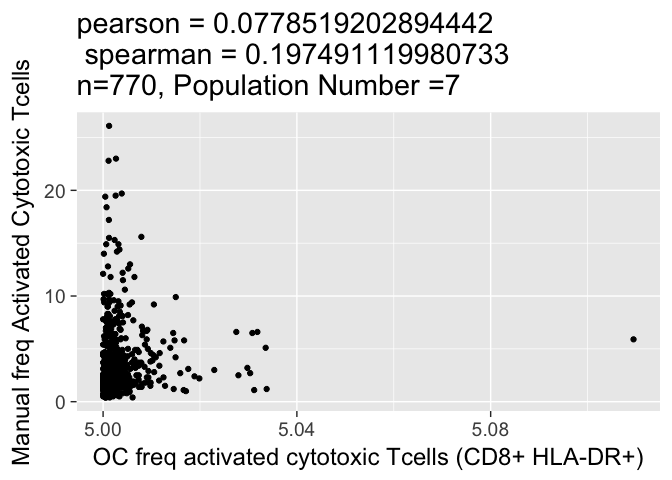 pearson = 0.0778519202894442
spearman = 0.197491119980733
n=770, Population Number =7
Manual freq Activated Cytotoxic Tcells
20
10
0
5.00
5.04
5.08
OC freq activated cytotoxic Tcells (CD8+ HLA-DR+)